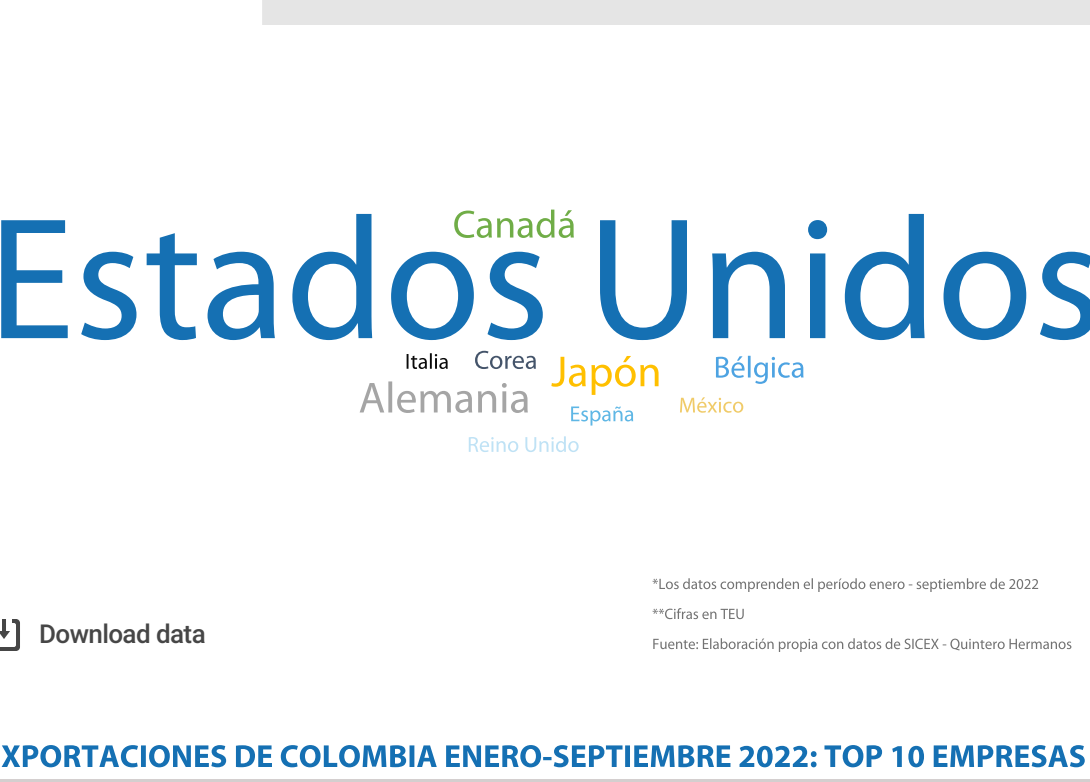 Canadá
Estados Unidos
Italia
Corea
Japón
Bélgica
Alemania
España
México
Reino Unido
*Los datos comprenden el período enero - septiembre de 2022
**Cifras en TEU
Download data
Fuente: Elaboración propia con datos de SICEX - Quintero Hermanos
XPORTACIONES DE COLOMBIA ENERO-SEPTIEMBRE 2022: TOP 10 EMPRESAS